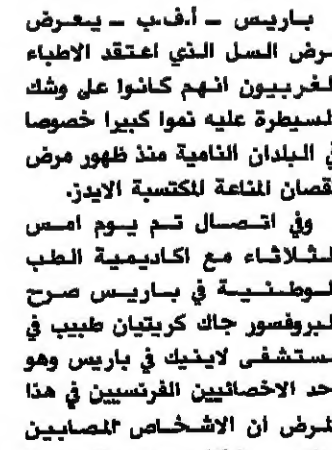 باريس ـ أ.ف.ب ـ يعرض
مرض السل الذي اعتقد الاطباء
الغربيون انهم كانوا على وشك
السيطرة عليه نموا كبيرا خصوصا
في البلدان النامية منذ ظهور مرض
نقصان المناعة المكتسبة الايدز.
وفي اتصال تم يوم امس
الثلاثاء مع اكاديمية الطب
الوطنية في باريس صرح
البروفسور جاك كريتيان طبيب في
مستشفى لاينيك في باريس وهو
احد الاخصائيين الفرنسيين في هذا
المرض ان الاشخاص المصابين